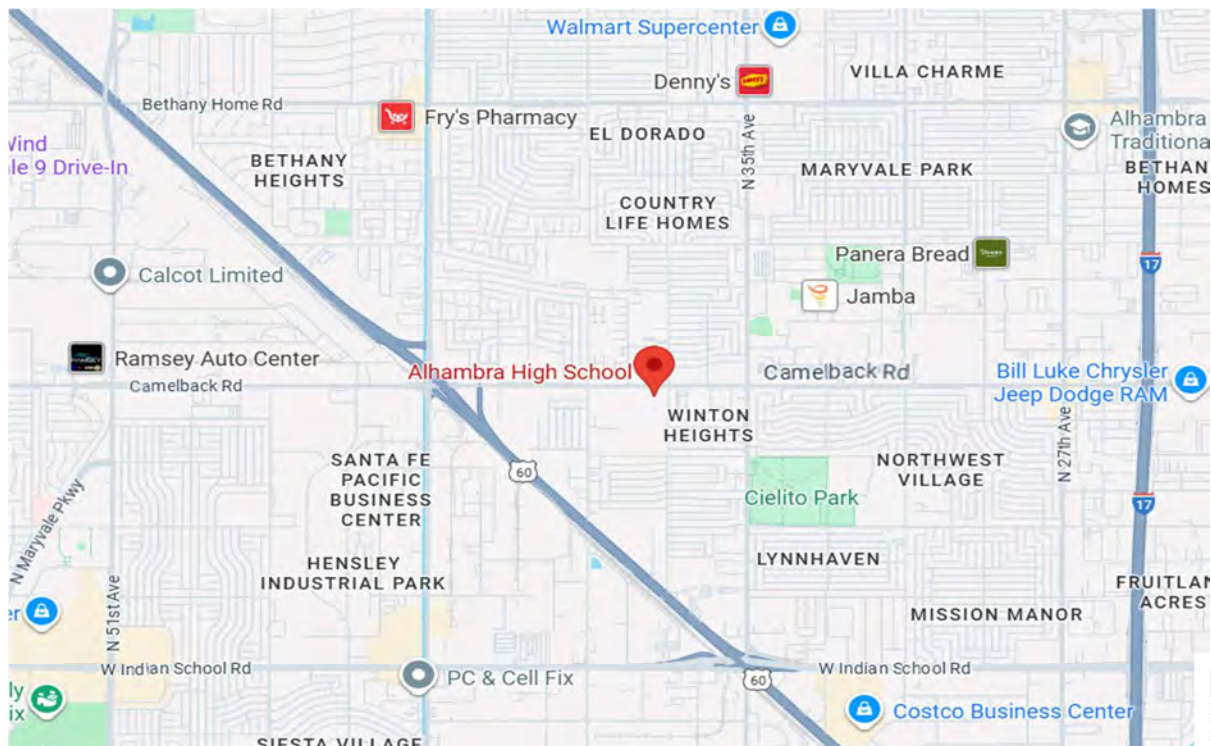 Walmart Supercenter
Denny's
VILLA CHARME
Bethany Home Rd
Fry's Pharmacy
EL DORADO
Alhambra
Traditiona
Wind
le 9 Drive-In
BETHANY
HEIGHTS
N 35th Ave
MARYVALE PARK
BETHAN
HOMES
COUNTRY
LIFE HOMES
Panera Bread
17
Calcot Limited
Jamba
Ramsey Auto Center
Alhambra High School
Camelback Rd
Camelback Rd
Bill Luke Chrysler
Jeep Dodge RAM
WINTON
HEIGHTS
N 27th Ave
SANTA FE
PACIFIC
BUSINESS
CENTER
60
NORTHWEST
VILLAGE
Cielito Park
17
N Maryvale Pkwy
HENSLEY
INDUSTRIAL PARK
LYNNHAVEN
FRUITLAN
ACRES
N 51st Ave
er
MISSION MANOR
W Indian School Rd
PC & Cell Fix
W Indian School Rd
60
ly
ix
Costco Business Center
SIESTA VILLAGE